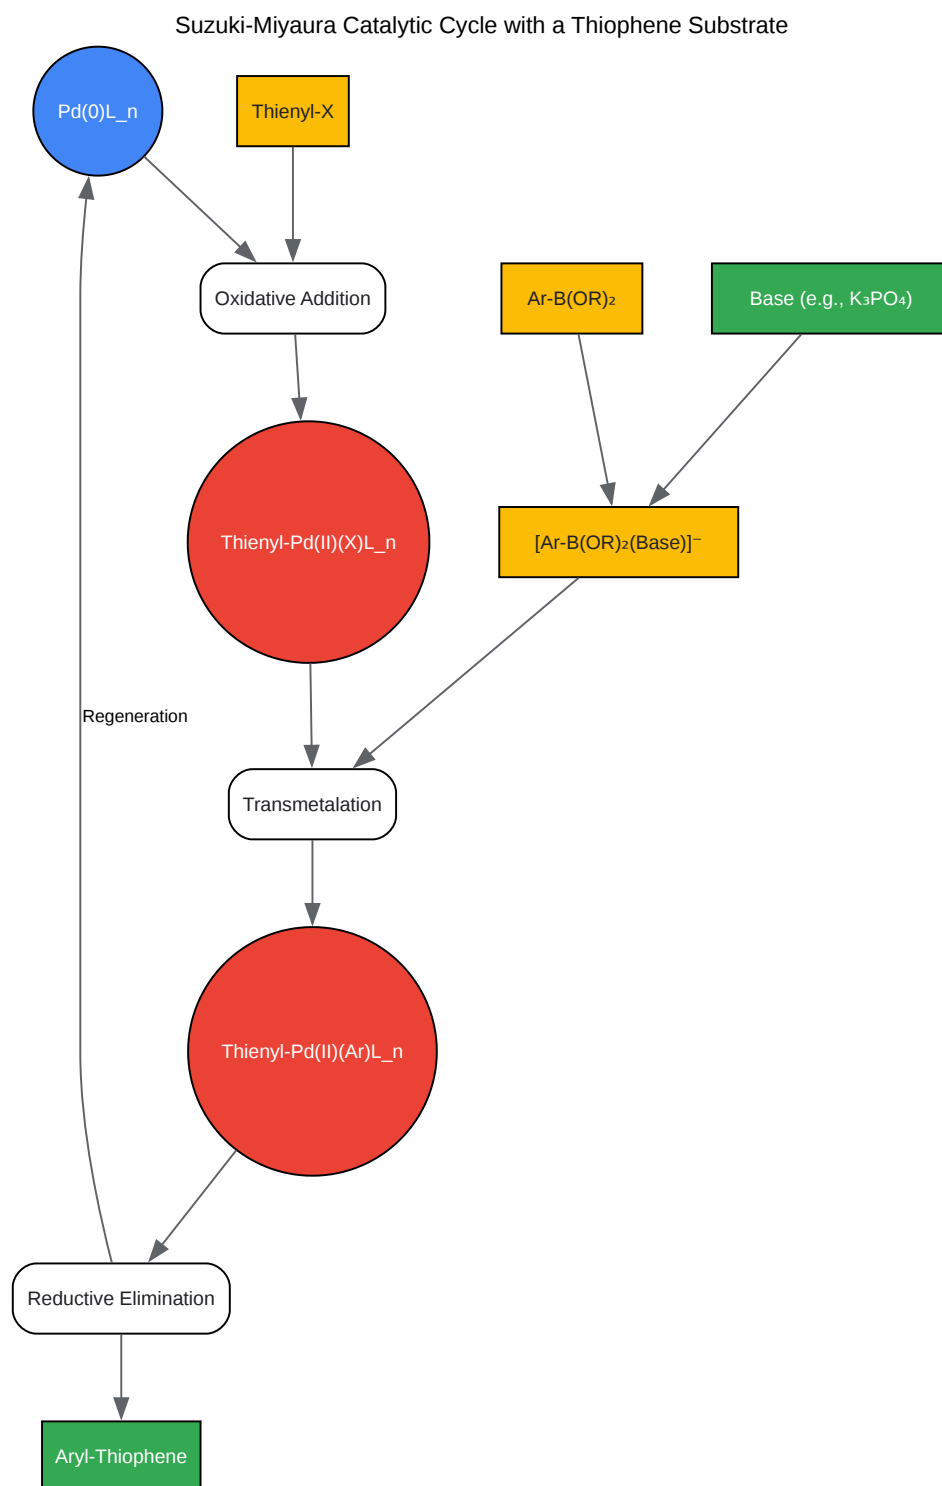 Suzuki-Miyaura Catalytic Cycle with a Thiophene Substrate
Pd(0)L_n
Thienyl-X
Oxidative Addition
Ar-B(OR)₂
Base (e.g., K₃PO₄)
Thienyl-Pd(II)(X)L_n
[Ar-B(OR)₂(Base)]⁻
Regeneration
Transmetalation
Thienyl-Pd(II)(Ar)L_n
Reductive Elimination
Aryl-Thiophene